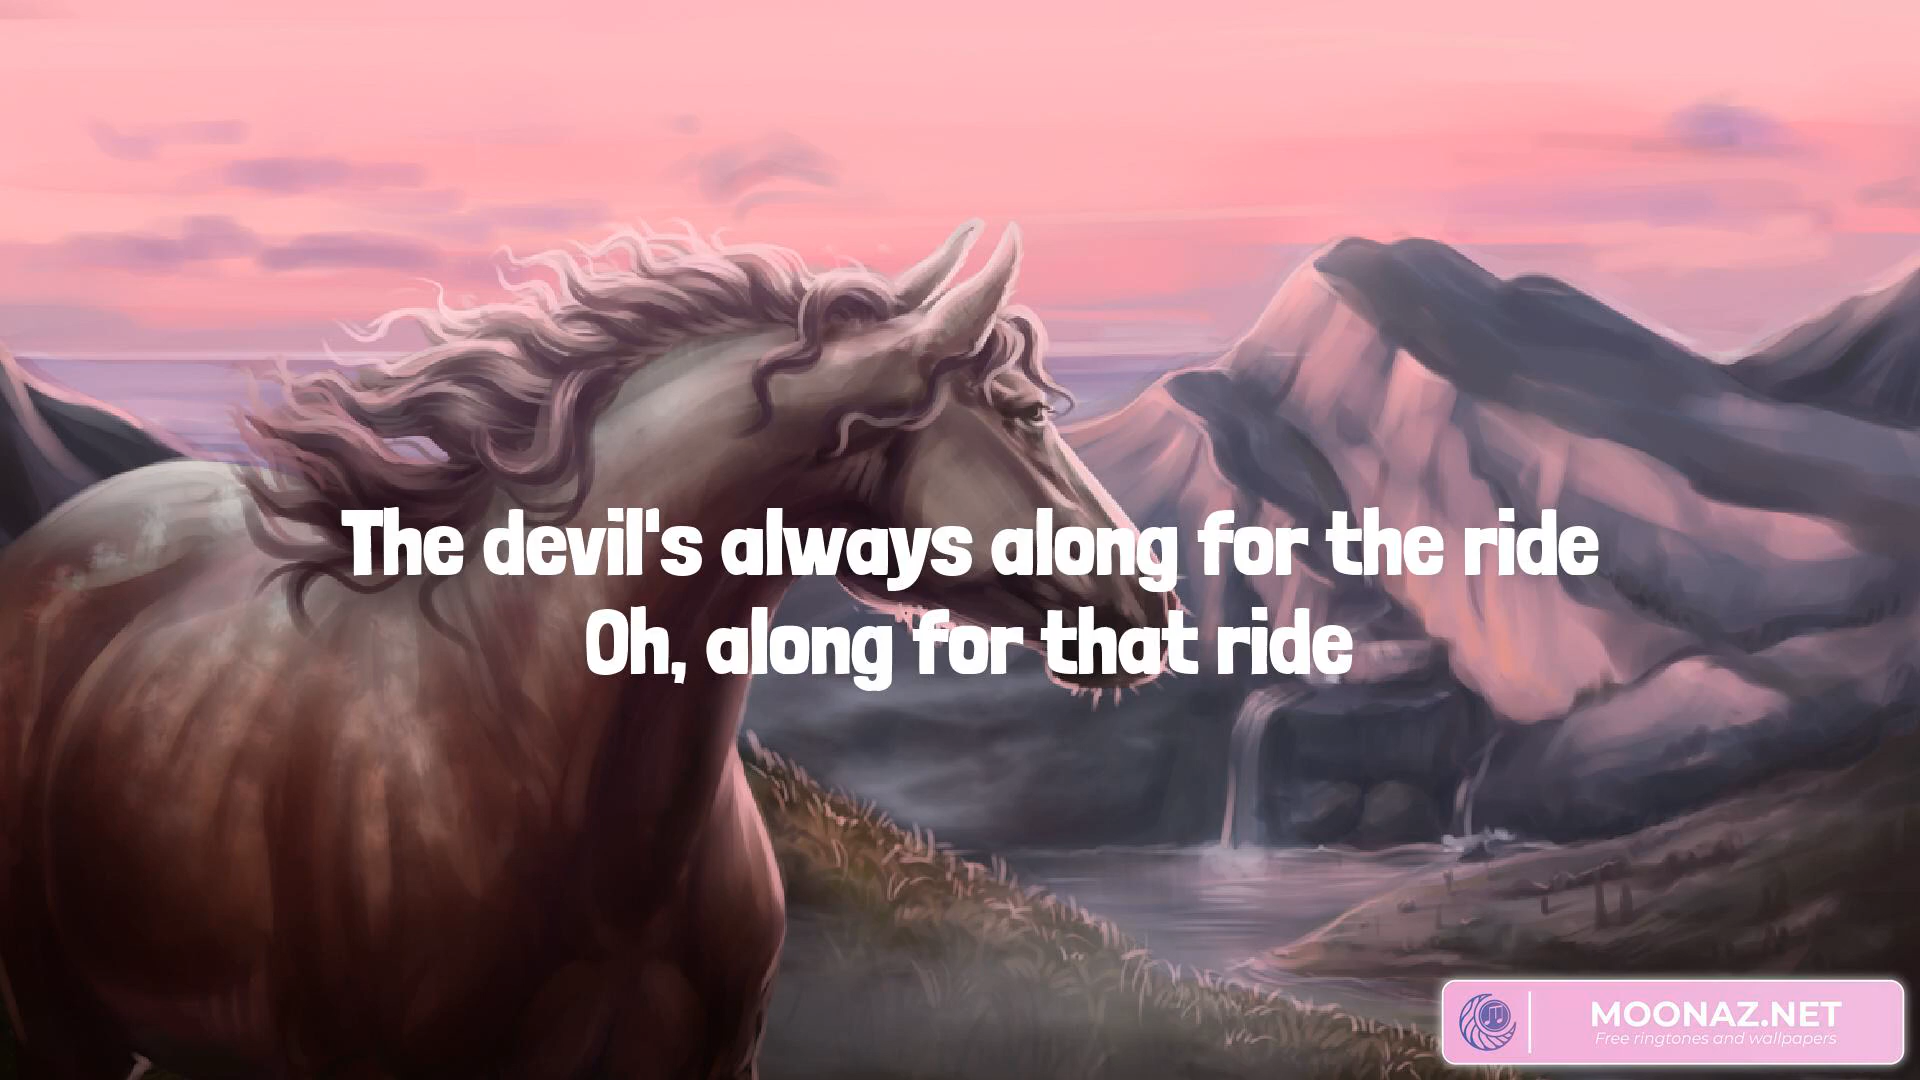 The devil's always along for the ride
Oh, along for that ride
MOONAZ.NET
Free ringtones and wallpapers